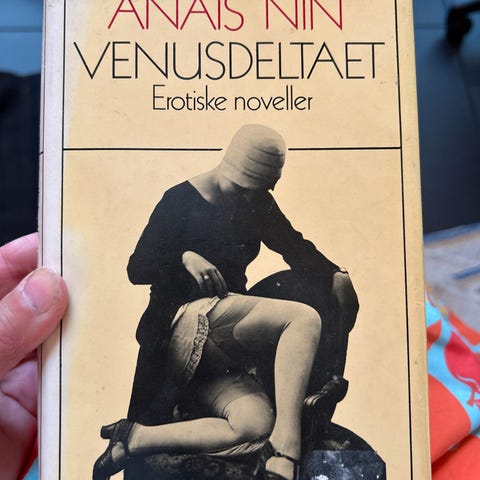 ANAÏS NIN
VENUSDELTAET
Erotiske noveller